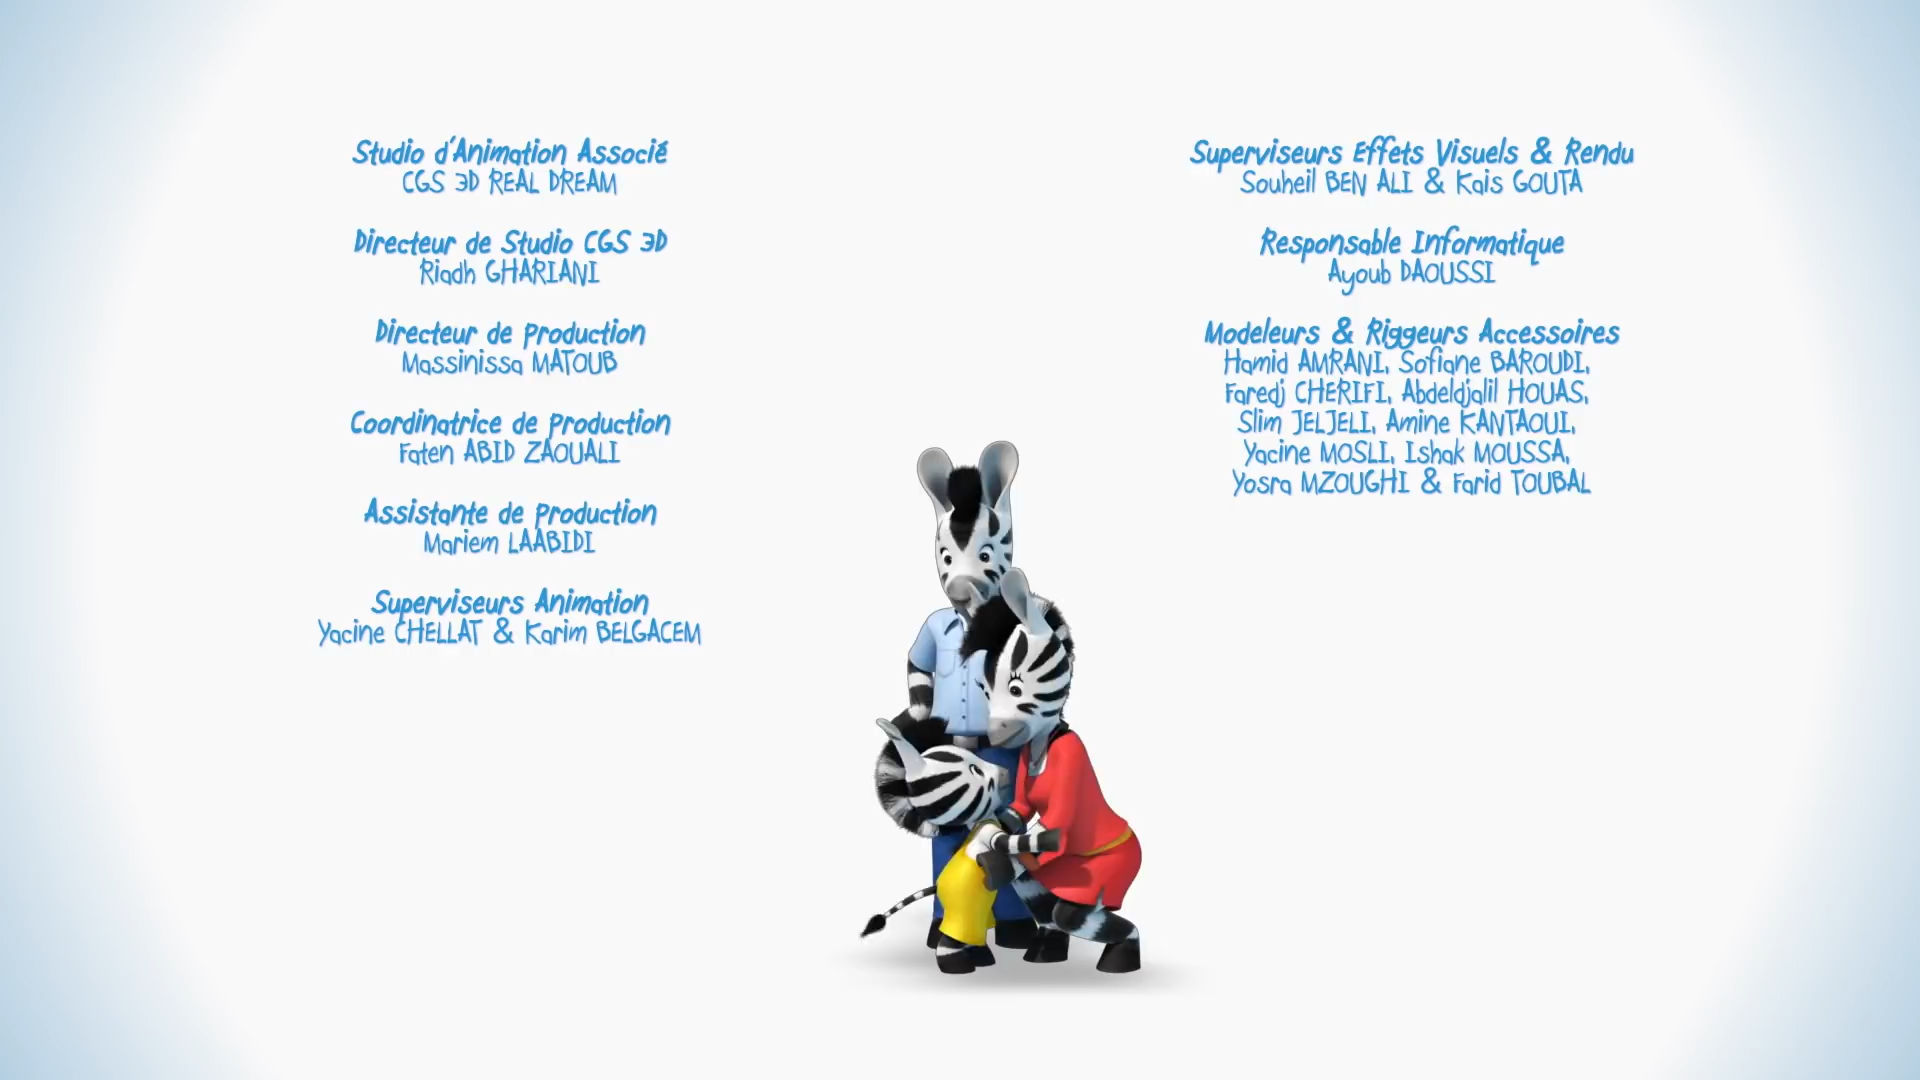 Studio d'Animation Associé
CGS 3D REAL DREAM
Directeur de Studio CGS 3D
Riadh GHARIANI
Directeur de Production
Massinissa MATOUB
Coordinatrice de Production
Faten ABID ZAOUALI
Assistante de Production
Mariem LAABIDI
Superviseurs Animation
Yacine CHELLAT & Karim BELGACEM
Superviseurs Effets Visuels & Rendu
Souheil BEN ALI & Kais GOUTA
Responsable Informatique
Ayoub DAOUSSI
Modeleurs & Riggeurs Accessoires
Hamid AMRANI, Sofiane BAROUDI,
Faredj CHERIFI, Abdeldjalil HOUAS,
Slim JELJELI, Amine KANTAOUI,
Yacine MOSLI, Ishak MOUSSA,
Yosra MZOUGHI & Farid TOUBAL